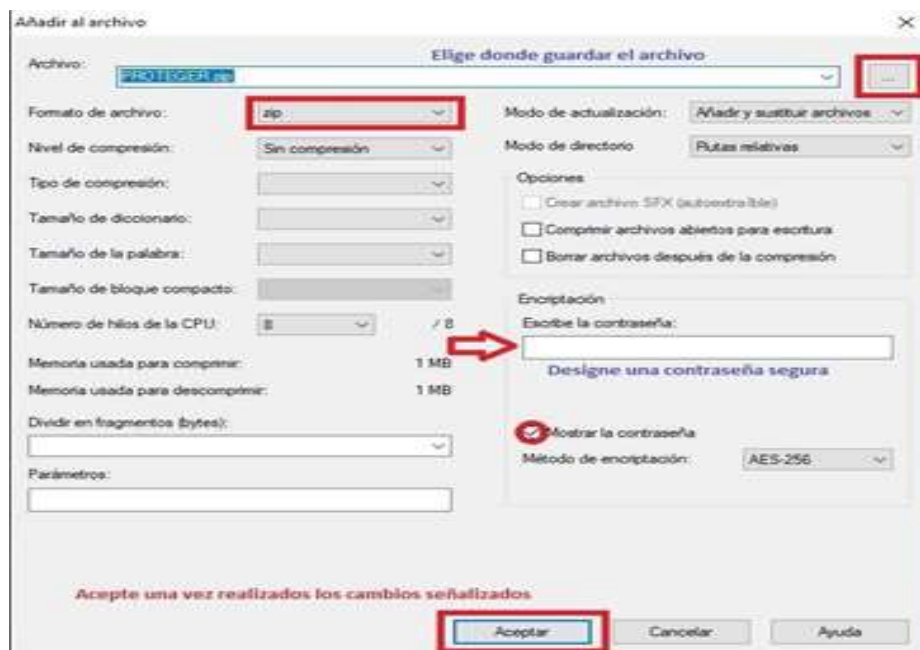 Añadir al archivo
Elige donde guardar el archivo
Archivo:
PROTEGER.zip
...
Formato de archivo:
zip
Modo de actualización:
Añadir y sustituir archivos
Nivel de compresión:
Sin compresión
Modo de directorio
Rutas relativas
Tipo de compresión:
Opciones
Crear archivo SFX (autoextraíble)
Tamaño de diccionario:
Comprimir archivos abiertos para escritura
Tamaño de la palabra:
Borrar archivos después de la compresión
Tamaño de bloque compacto:
Encriptación
Número de hilos de la CPU:
8
/ 8
Escribe la contraseña:
Memoria usada para comprimir:
1 MB
Designe una contraseña segura
Memoria usada para descomprimir:
1 MB
Dividir en fragmentos (bytes):
Mostrar la contraseña
Método de encriptación:
AES-256
Parámetros:
Acepte una vez realizados los cambios señalizados
Aceptar
Cancelar
Ayuda